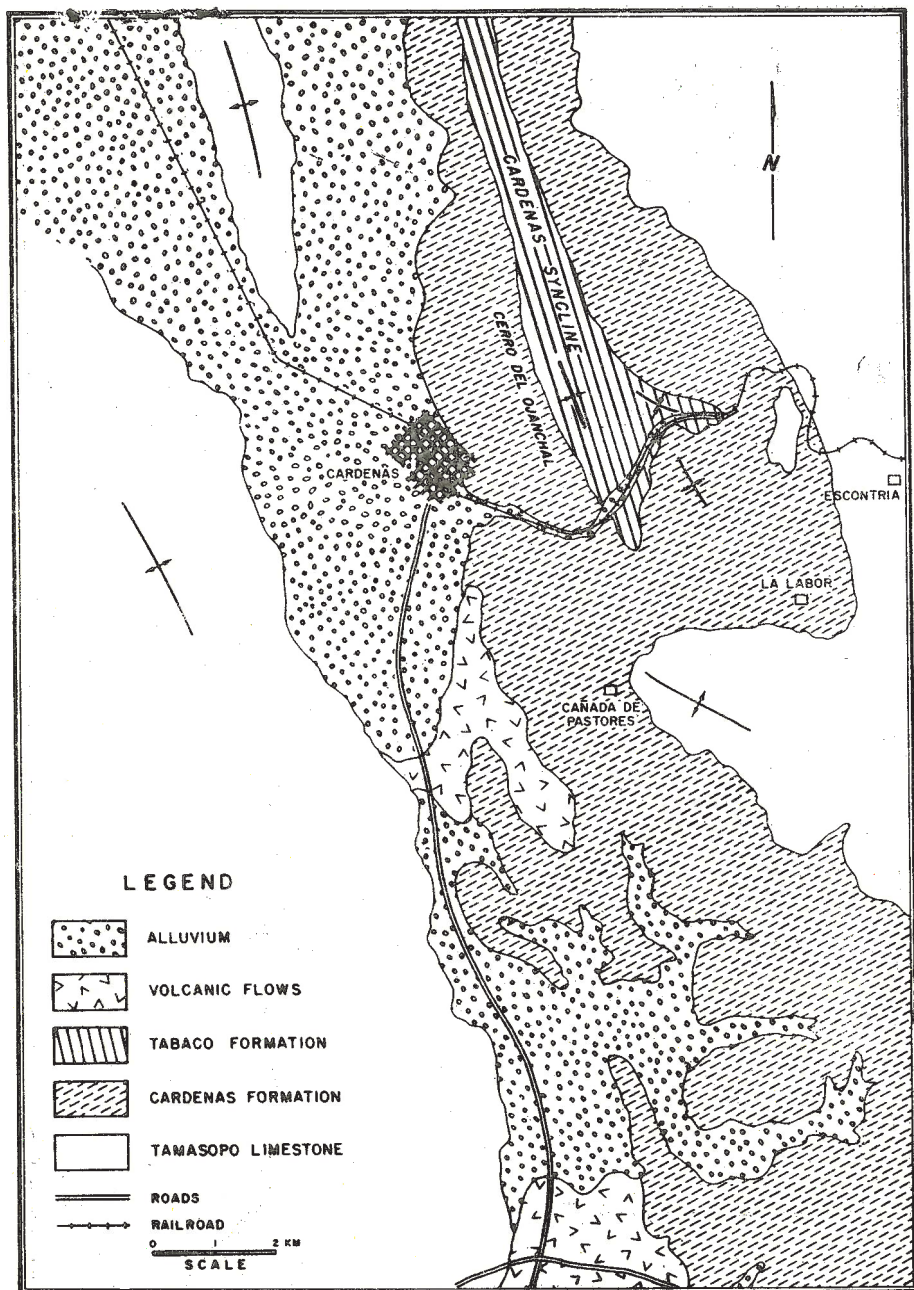 N
CARDENAS SYNCLINE
CERRO DEL OJANCHAL
CARDENAS
ESCONTRIA
LA LABOR
CAÑADA DE
PASTORES
LEGEND
ALLUVIUM
VOLCANIC FLOWS
TABACO FORMATION
CARDENAS FORMATION
TAMASOPO LIMESTONE
ROADS
RAILROAD
0 1 2 KM
SCALE